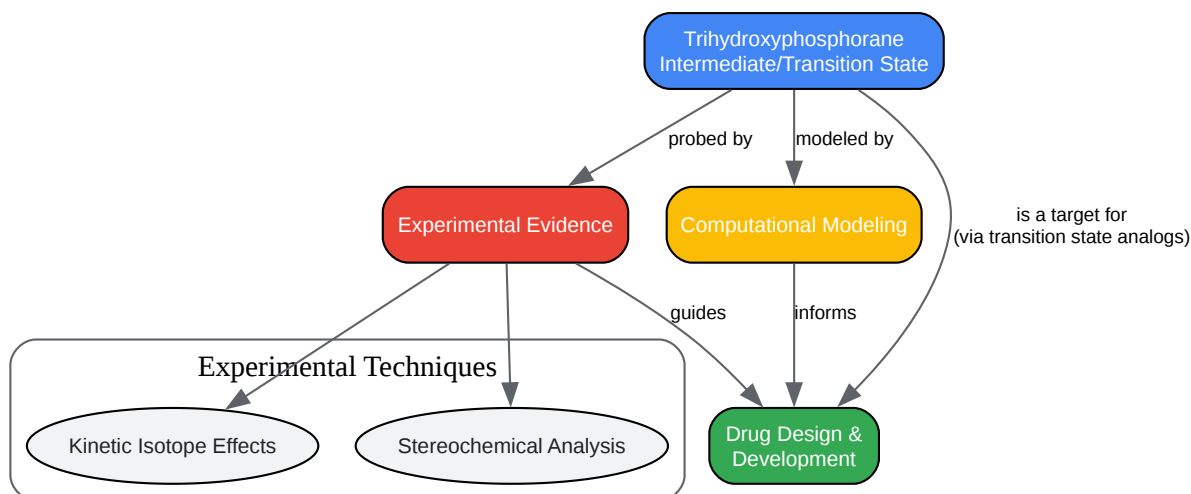 Trihydroxyphosphorane
Intermediate/Transition State
probed by
modeled by
Experimental Evidence
Computational Modeling
is a target for
(via transition state analogs)
guides
informs
Experimental Techniques
Kinetic Isotope Effects
Stereochemical Analysis
Drug Design &
Development